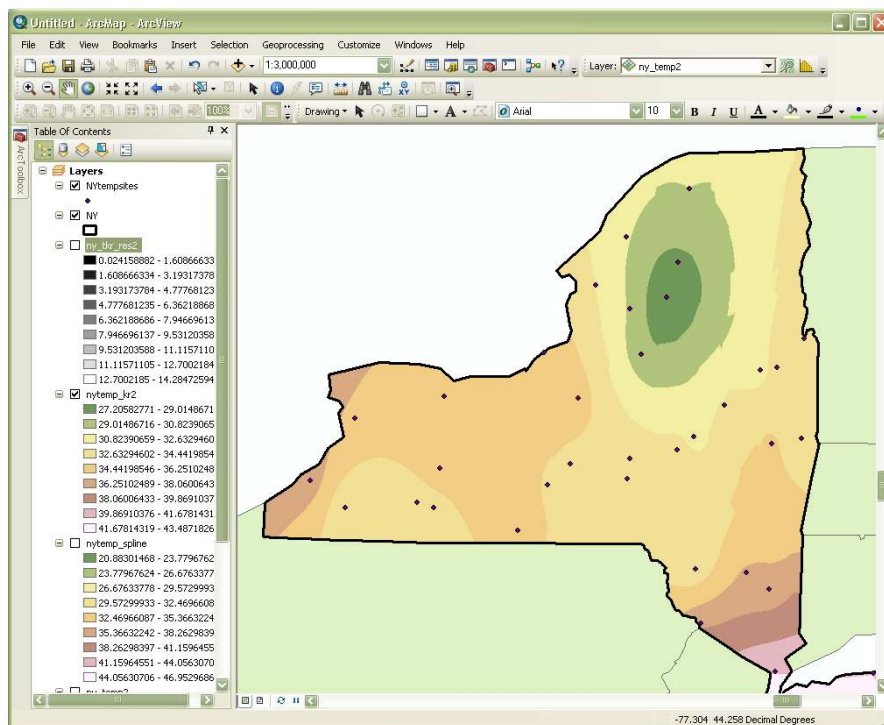 Untitled - ArcMap - ArcView
File Edit View Bookmarks Insert Selection Geoprocessing Customize Windows Help
1:3,000,000 Layer: ny_temp2
100% Drawing Arial 10 B I U A
Table Of Contents
ArcToolbox
Layers
NYtempsites
NY
ny_tkr_res2
0.024158882 - 1.60866633
1.608666334 - 3.19317378
3.193173784 - 4.77768123
4.777681235 - 6.36218868
6.362188686 - 7.94669613
7.946696137 - 9.53120358
9.531203588 - 11.1157110
11.11571105 - 12.7002184
12.7002185 - 14.28472594
nytemp_kr2
27.20582771 - 29.0148671
29.01486716 - 30.8239065
30.82390659 - 32.6329460
32.63294602 - 34.4419854
34.44198546 - 36.2510248
36.25102489 - 38.0600643
38.06006433 - 39.8691037
39.86910376 - 41.6781431
41.67814319 - 43.4871826
nytemp_spline
20.88301468 - 23.7796762
23.77967624 - 26.6763377
26.67633778 - 29.5729993
29.57299933 - 32.4696608
32.46966087 - 35.3663224
35.36632242 - 38.2629839
38.26298397 - 41.1596455
41.15964551 - 44.0563070
44.05630706 - 46.9529686
ny_temp2
-77.304 44.258 Decimal Degrees